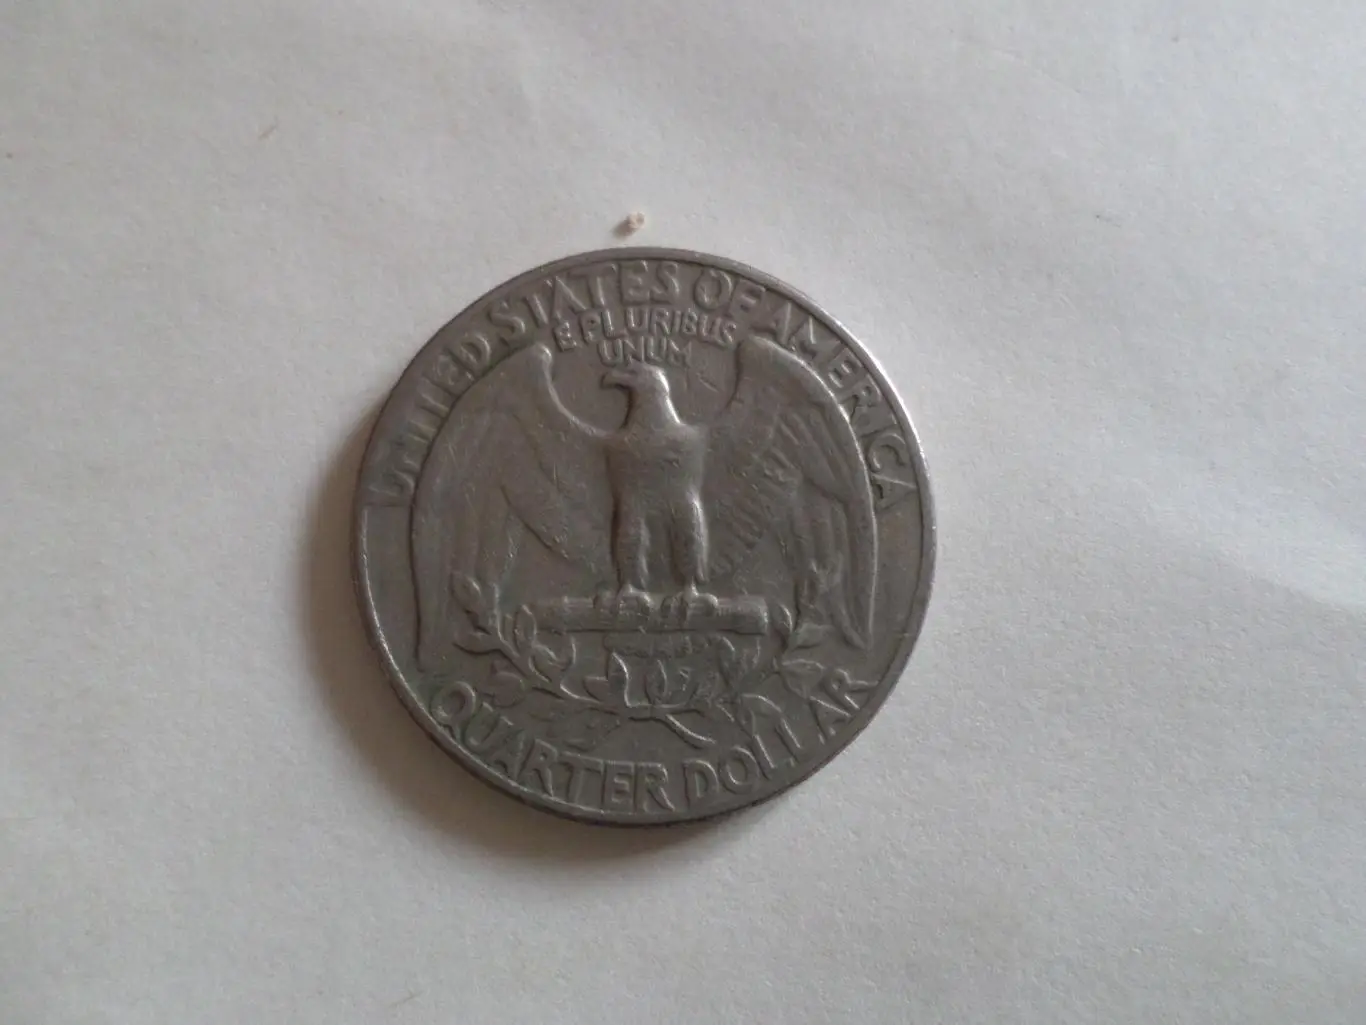 UNITED STATES OF AMERICA
E PLURIBUS
UNUM
QUARTER DOLLAR